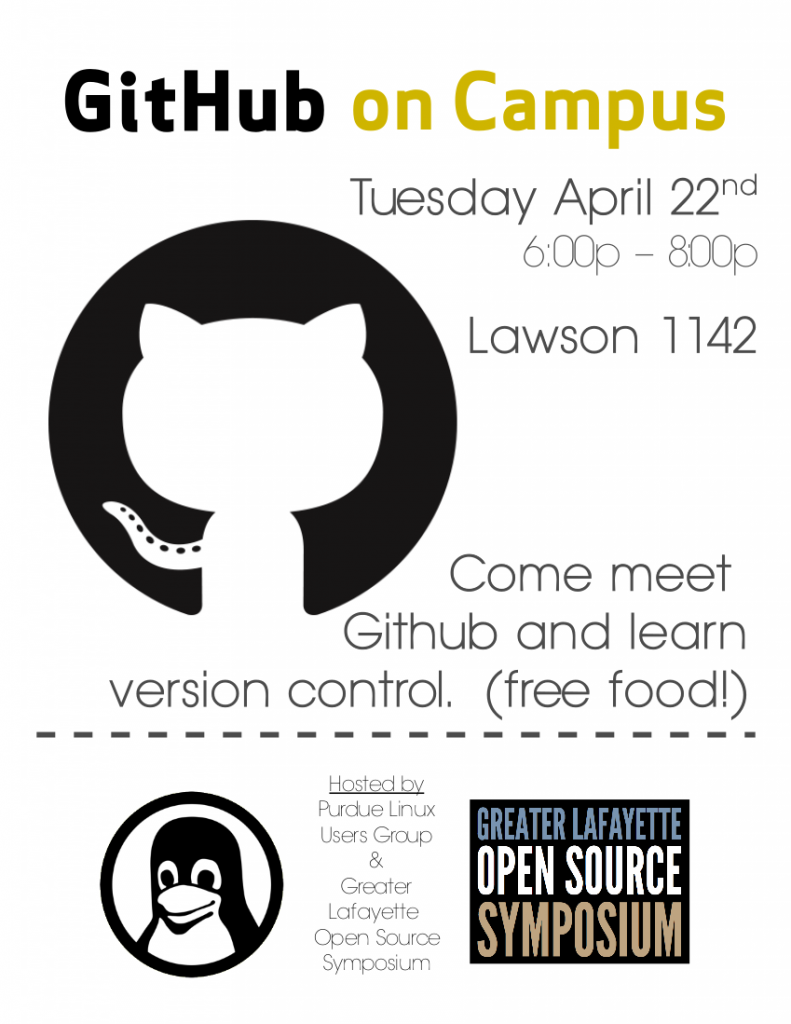 GitHub on Campus
Tuesday April 22nd
6:00p – 8:00p
Lawson 1142
Come meet
Github and learn
version control. (free food!)
Hosted by
Purdue Linux
Users Group
&
Greater
Lafayette
Open Source
Symposium
GREATER LAFAYETTE
OPEN SOURCE
SYMPOSIUM